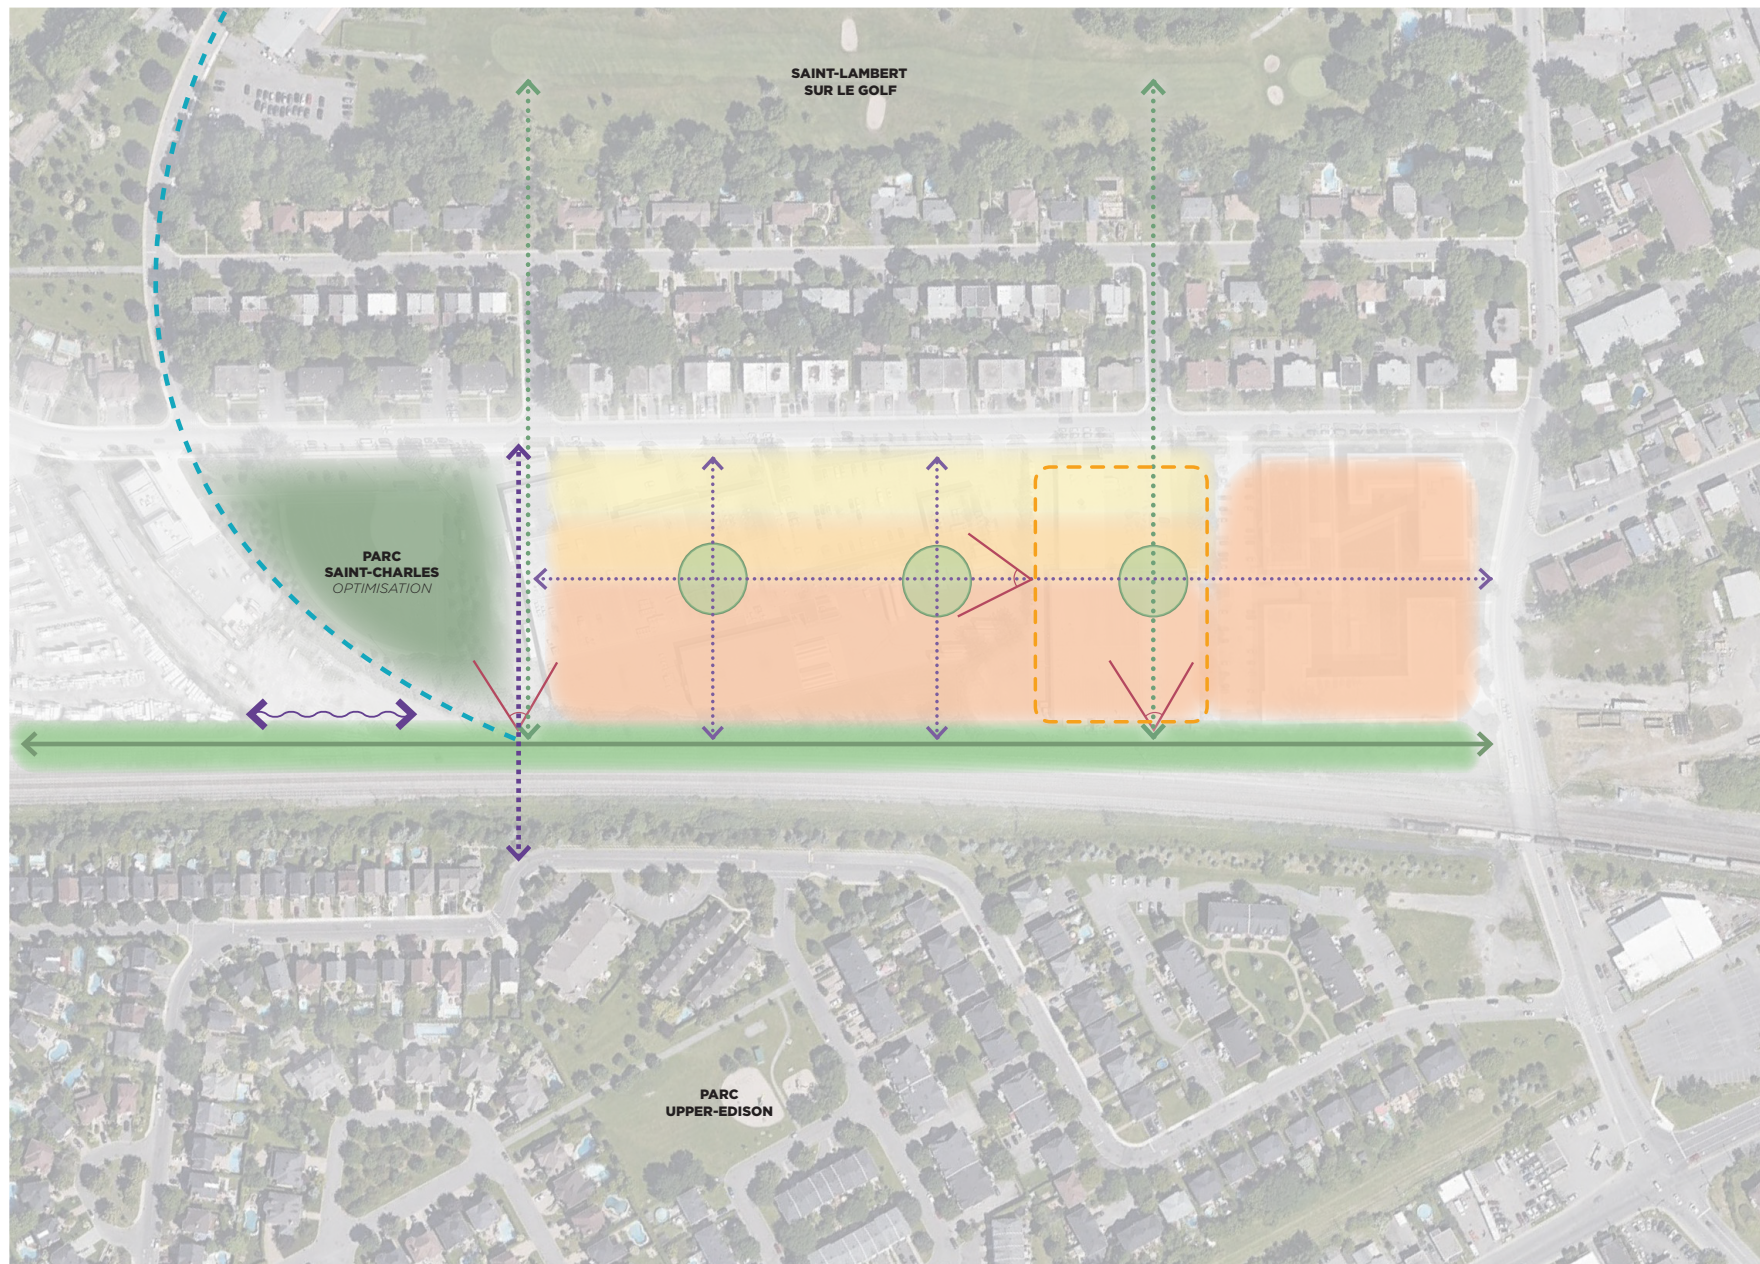 SAINT-LAMBERT
SUR LE GOLF
PARC
SAINT-CHARLES
OPTIMISATION
PARC
UPPER-EDISON